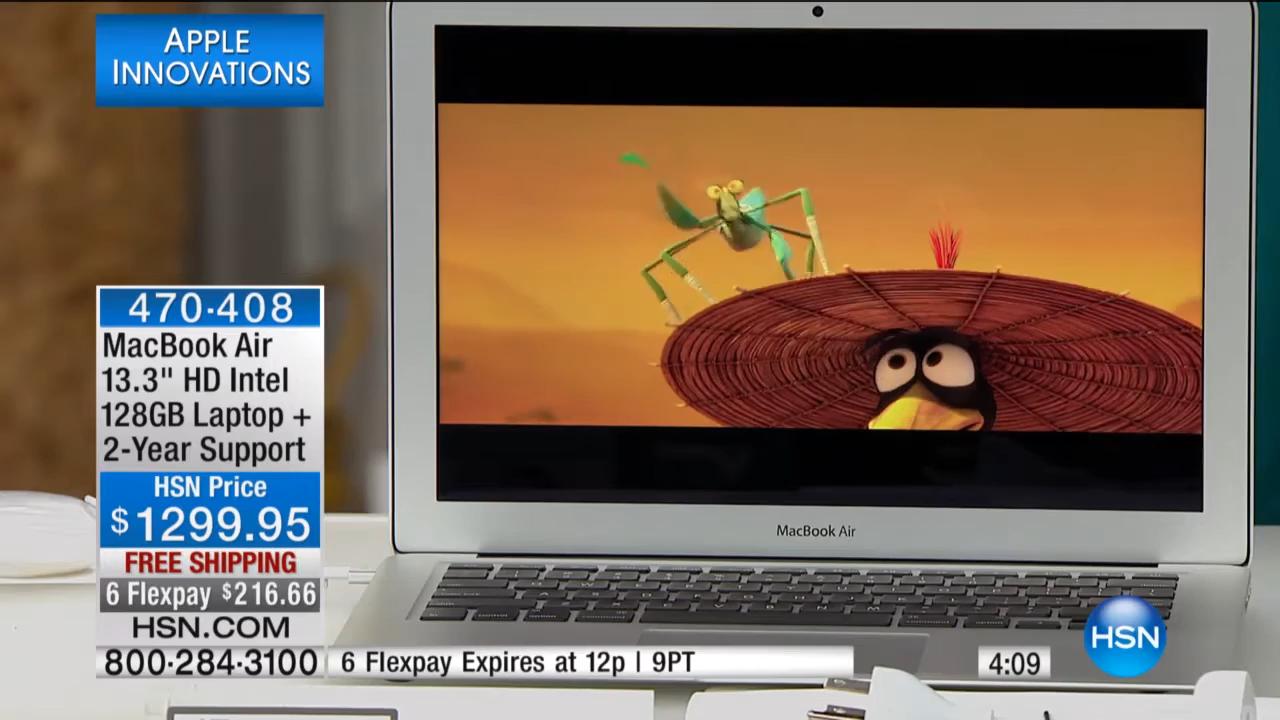 APPLE
INNOVATIONS
470·408
MacBook Air
13.3" HD Intel
128GB Laptop +
2-Year Support
HSN Price
$1299.95
FREE SHIPPING
6 Flexpay $216.66
HSN.COM
800·284·3100
6 Flexpay Expires at 12p | 9PT
4:09
HSN
MacBook Air